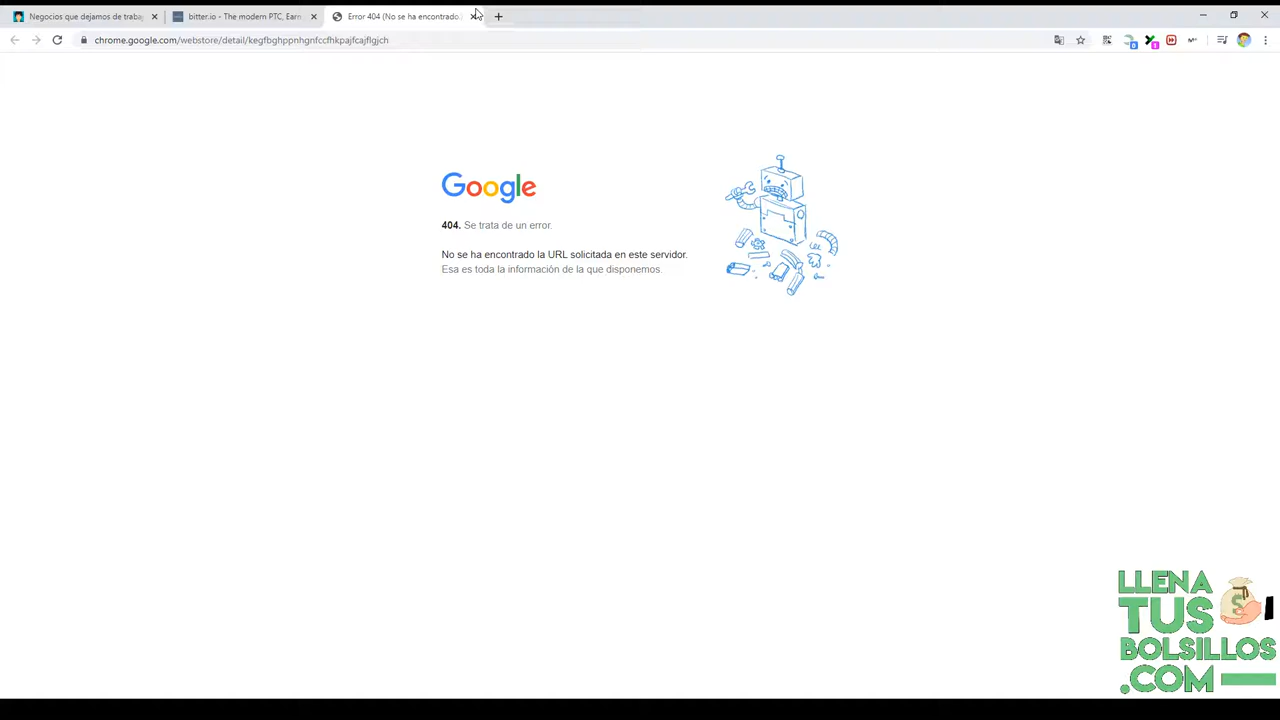 Negocios que dejamos de traba
bitter.io - The modern PTC, Earn
Error 404 (No se ha encontrado)
chrome.google.com/webstore/detail/kegfbghppnhgnfccfhkpajfcajflgjch
Google
404. Se trata de un error.
No se ha encontrado la URL solicitada en este servidor.
Esa es toda la información de la que disponemos.
LLENA
TUS
BOLSILLOS
.COM